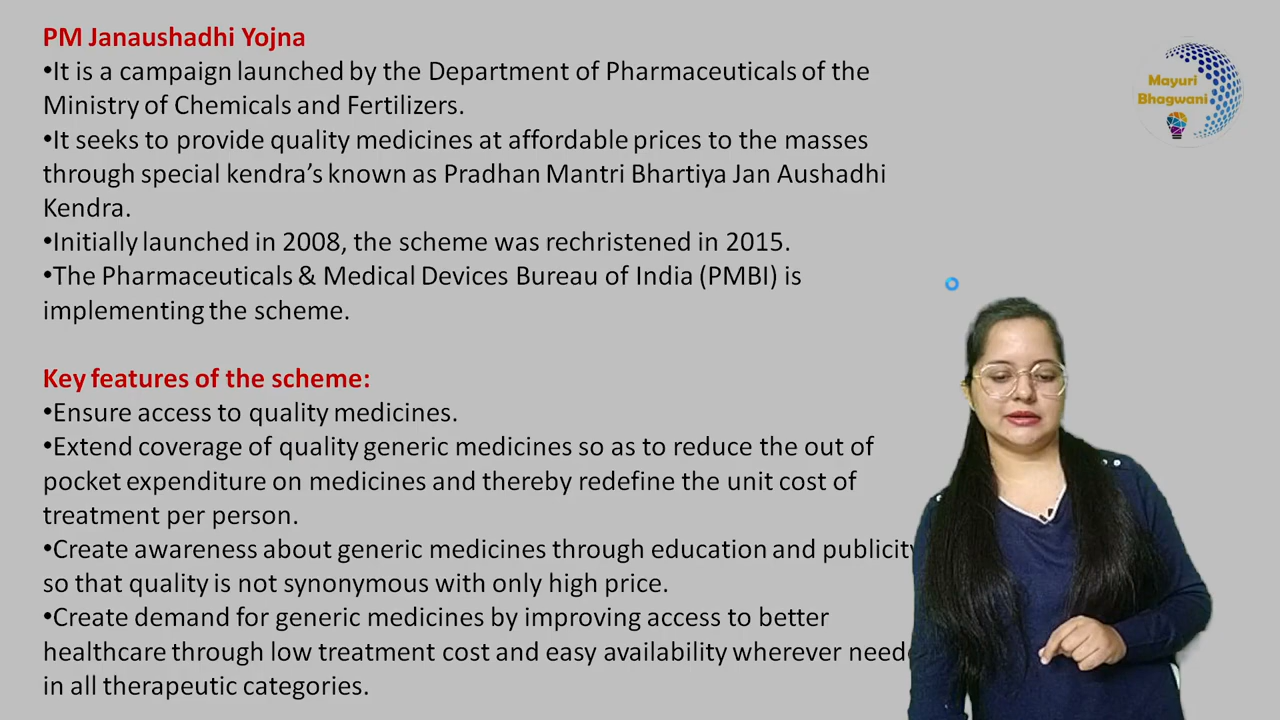 PM Janaushadhi Yojna
•It is a campaign launched by the Department of Pharmaceuticals of the
Ministry of Chemicals and Fertilizers.
•It seeks to provide quality medicines at affordable prices to the masses
through special kendra’s known as Pradhan Mantri Bhartiya Jan Aushadhi
Kendra.
•Initially launched in 2008, the scheme was rechristened in 2015.
•The Pharmaceuticals & Medical Devices Bureau of India (PMBI) is
implementing the scheme.
Key features of the scheme:
•Ensure access to quality medicines.
•Extend coverage of quality generic medicines so as to reduce the out of
pocket expenditure on medicines and thereby redefine the unit cost of
treatment per person.
•Create awareness about generic medicines through education and publicity
so that quality is not synonymous with only high price.
•Create demand for generic medicines by improving access to better
healthcare through low treatment cost and easy availability wherever neede
in all therapeutic categories.
Mayuri
Bhagwani